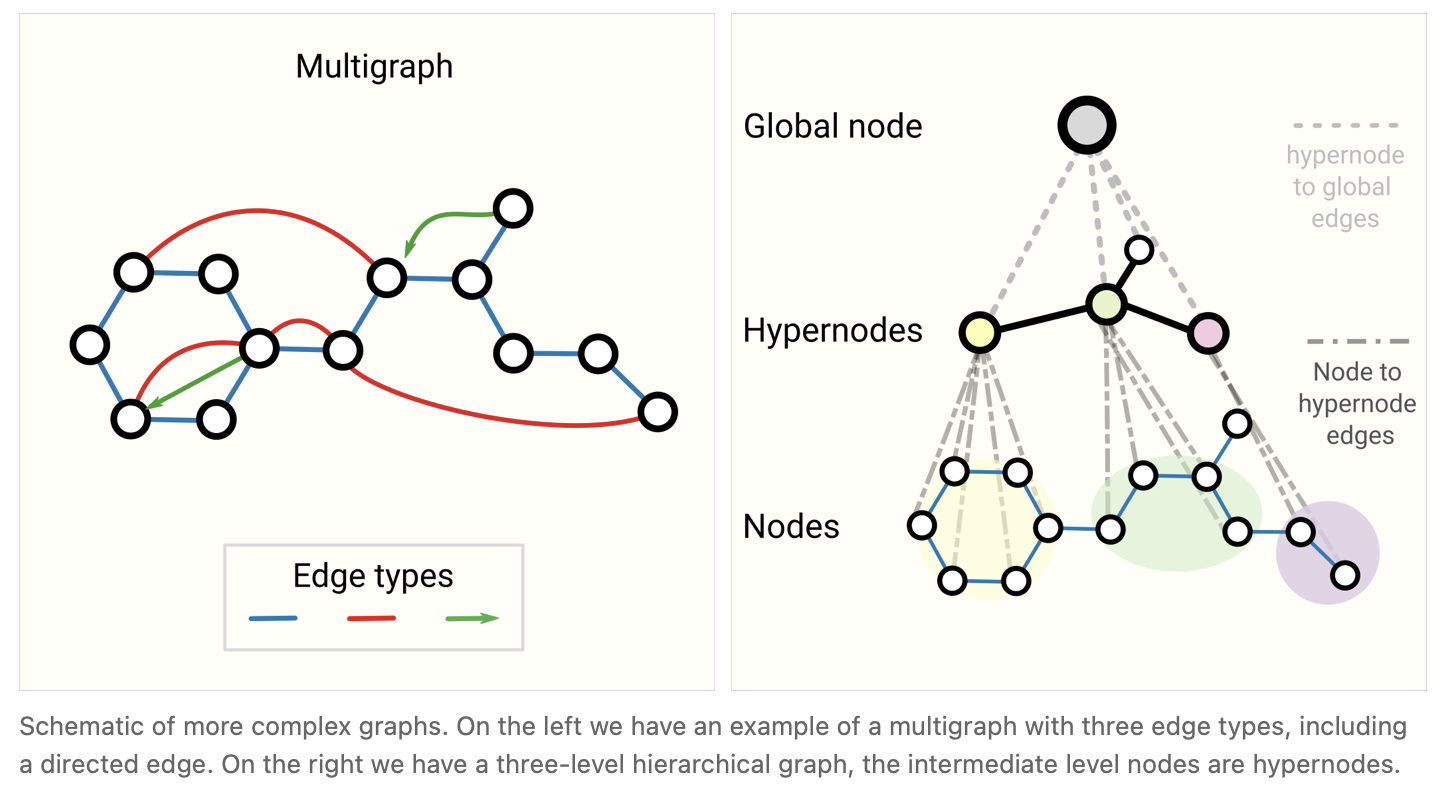 Multigraph
Edge types
Global node
hypernode
to global
edges
Hypernodes
Node to
hypernode
edges
Nodes
Schematic of more complex graphs. On the left we have an example of a multigraph with three edge types, including
a directed edge. On the right we have a three-level hierarchical graph, the intermediate level nodes are hypernodes.